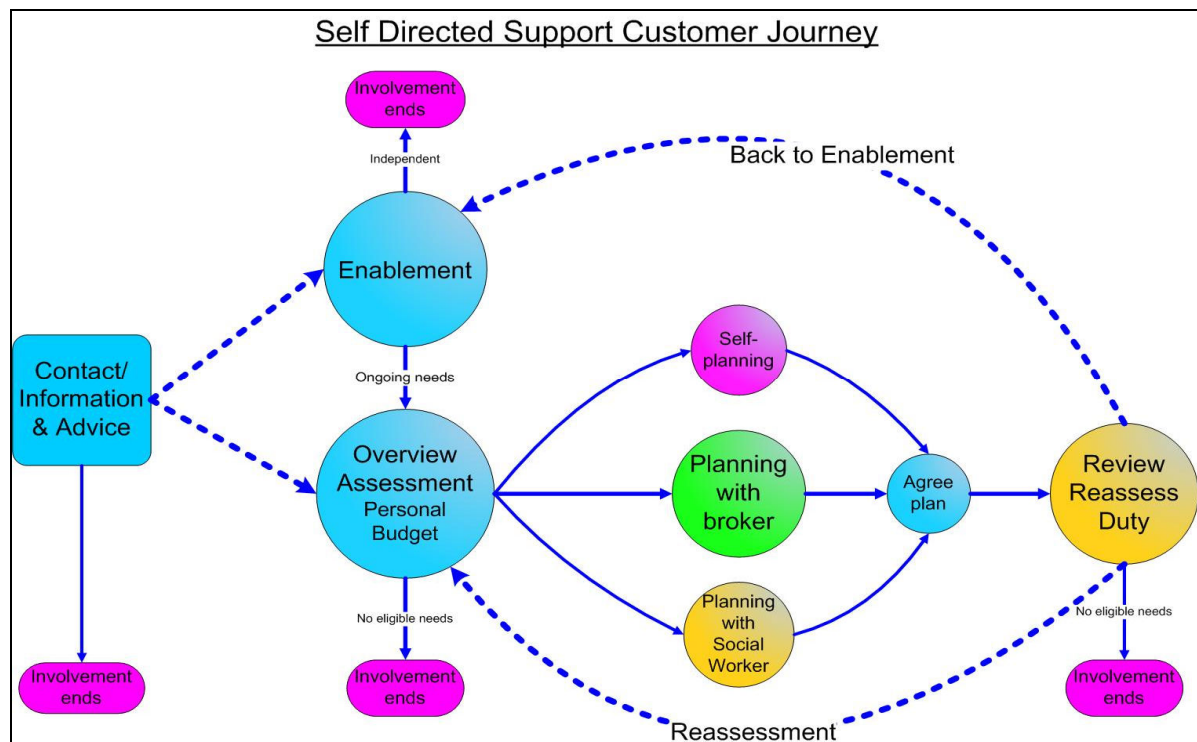 Self Directed Support Customer Journey
Involvement
ends
Independent
Back to Enablement
Enablement
Ongoing needs
Contact/
Information
& Advice
Overview
Assessment
Personal
Budget
Self-
planning
Planning
with
broker
Planning
with
Social
Worker
Agree
plan
Review
Reassess
Duty
No eligible needs
No eligible needs
Involvement
ends
Involvement
ends
Involvement
ends
Reassessment